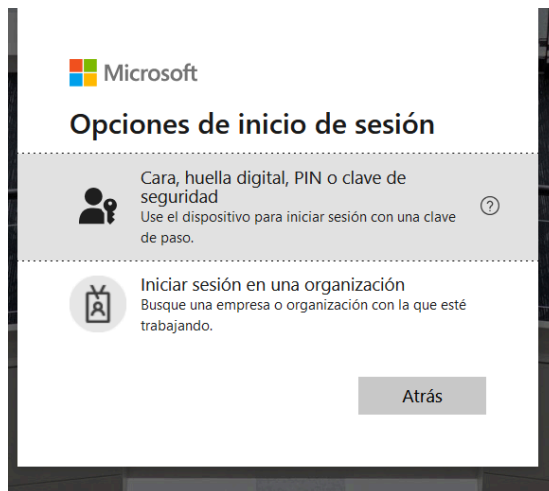 Microsoft
Opciones de inicio de sesión
Cara, huella digital, PIN o clave de
seguridad
Use el dispositivo para iniciar sesión con una clave
de paso.
?
Iniciar sesión en una organización
Busque una empresa o organización con la que esté
trabajando.
Atrás